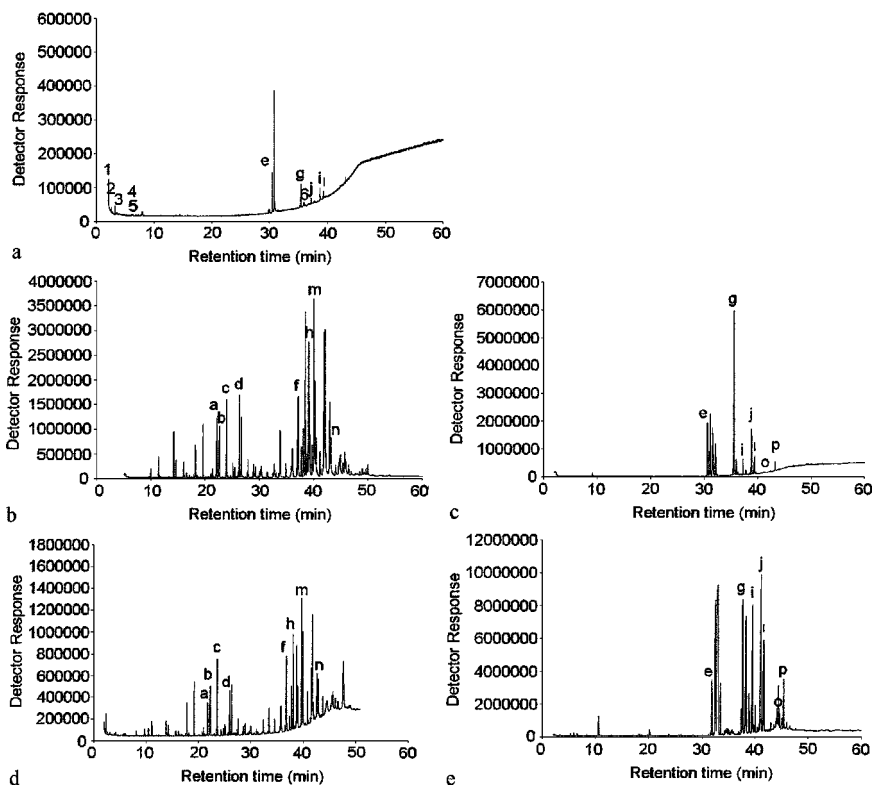 600000
500000
400000
300000
200000
100000
0
Detector Response
1
2
3
4
5
e
g
6
j
i
l
0 10 20 30 40 50 60
Retention time (min)
a
4000000
3500000
3000000
2500000
2000000
1500000
1000000
500000
0
Detector Response
a
b
c
d
f
h
m
n
0 10 20 30 40 50 60
Retention time (min)
b
7000000
6000000
5000000
4000000
3000000
2000000
1000000
0
Detector Response
e
g
i
j
l
o
p
0 10 20 30 40 50 60
Retention time (min)
c
1800000
1600000
1400000
1200000
1000000
800000
600000
400000
200000
0
Detector Response
a
b
c
d
f
h
m
n
0 10 20 30 40 50 60
Retention time (min)
d
12000000
10000000
8000000
6000000
4000000
2000000
0
Detector Response
e
g
i
j
l
o
p
0 10 20 30 40 50 60
Retention time (min)
e